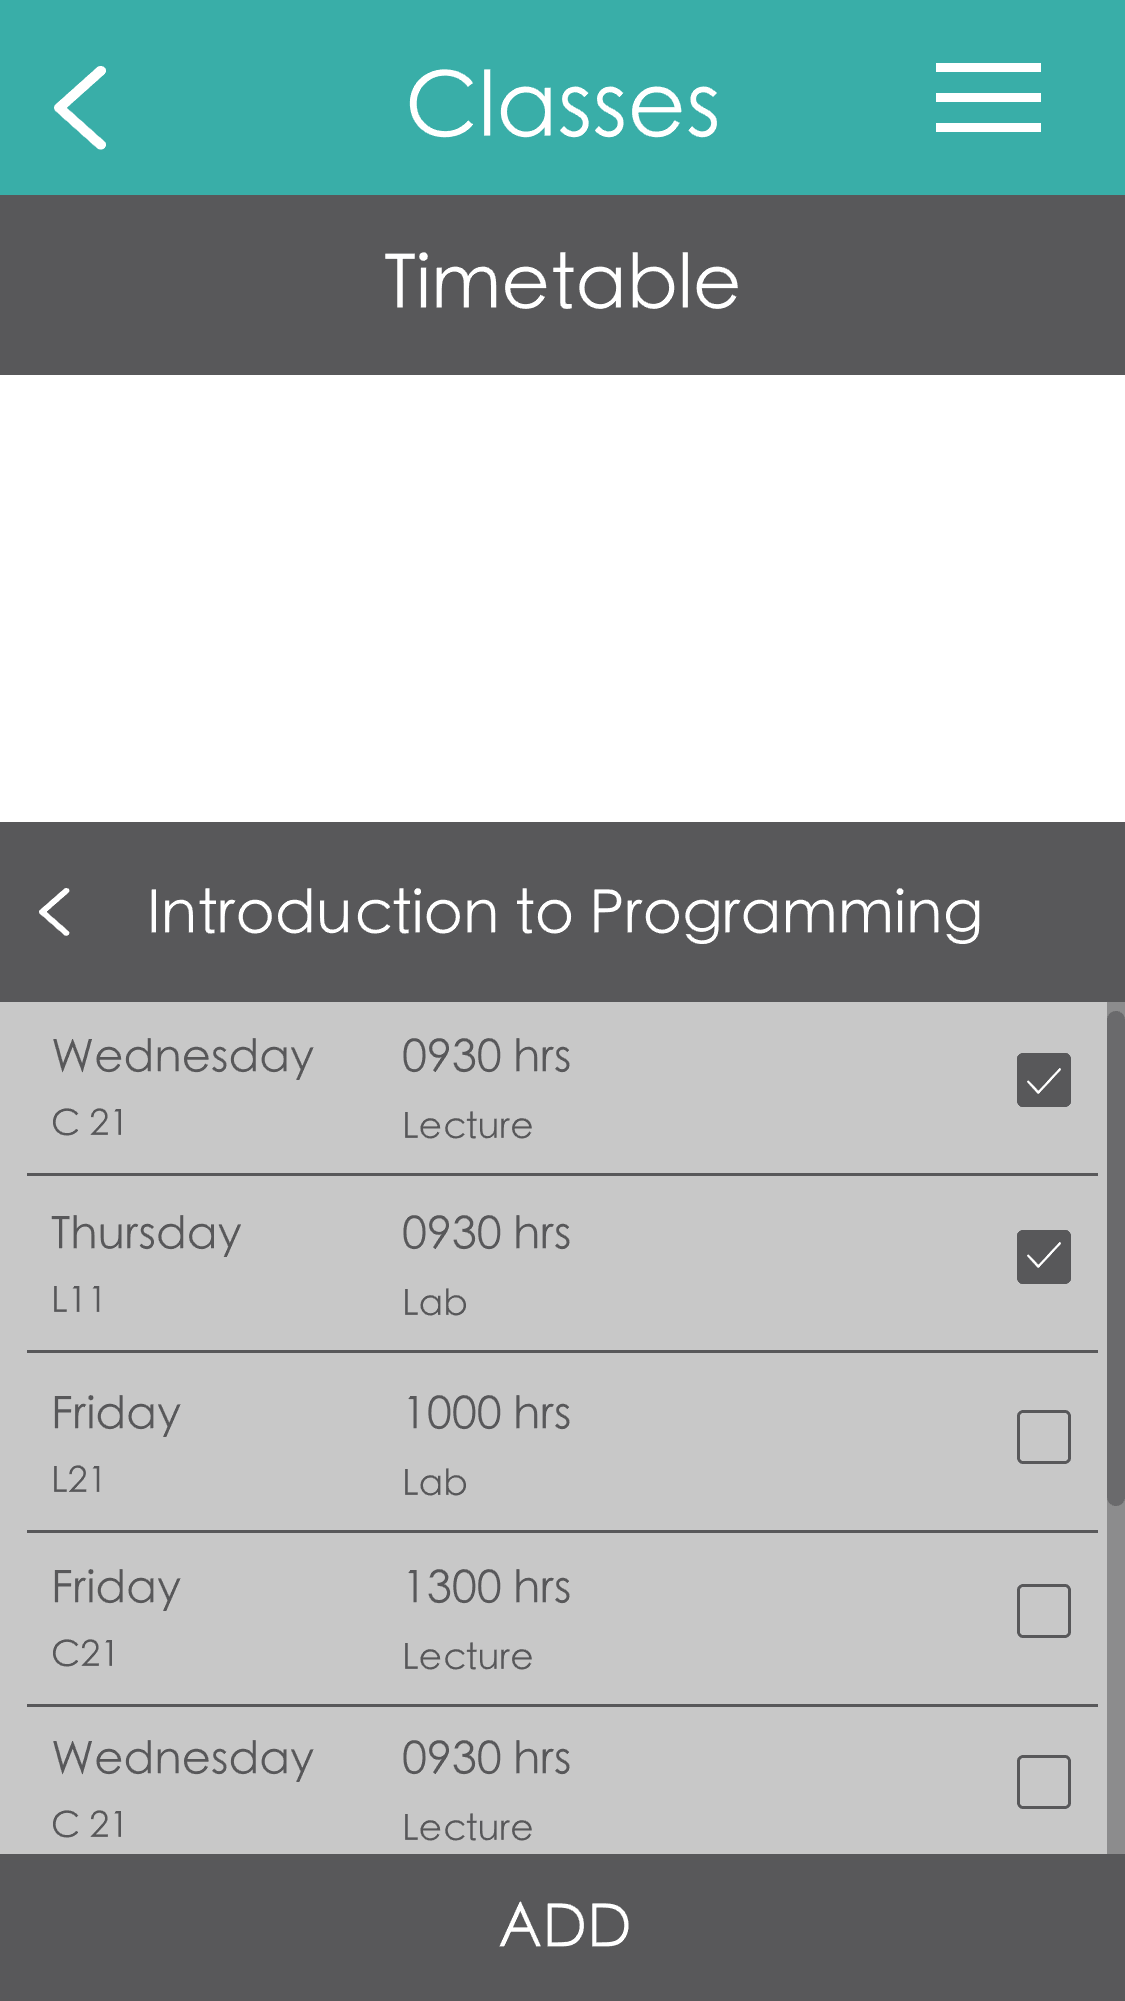 Classes
Timetable
Introduction to Programming
Wednesday 0930 hrs
C 21 Lecture
Thursday 0930 hrs
L11 Lab
Friday 1000 hrs
L21 Lab
Friday 1300 hrs
C21 Lecture
Wednesday 0930 hrs
C 21 Lecture
ADD